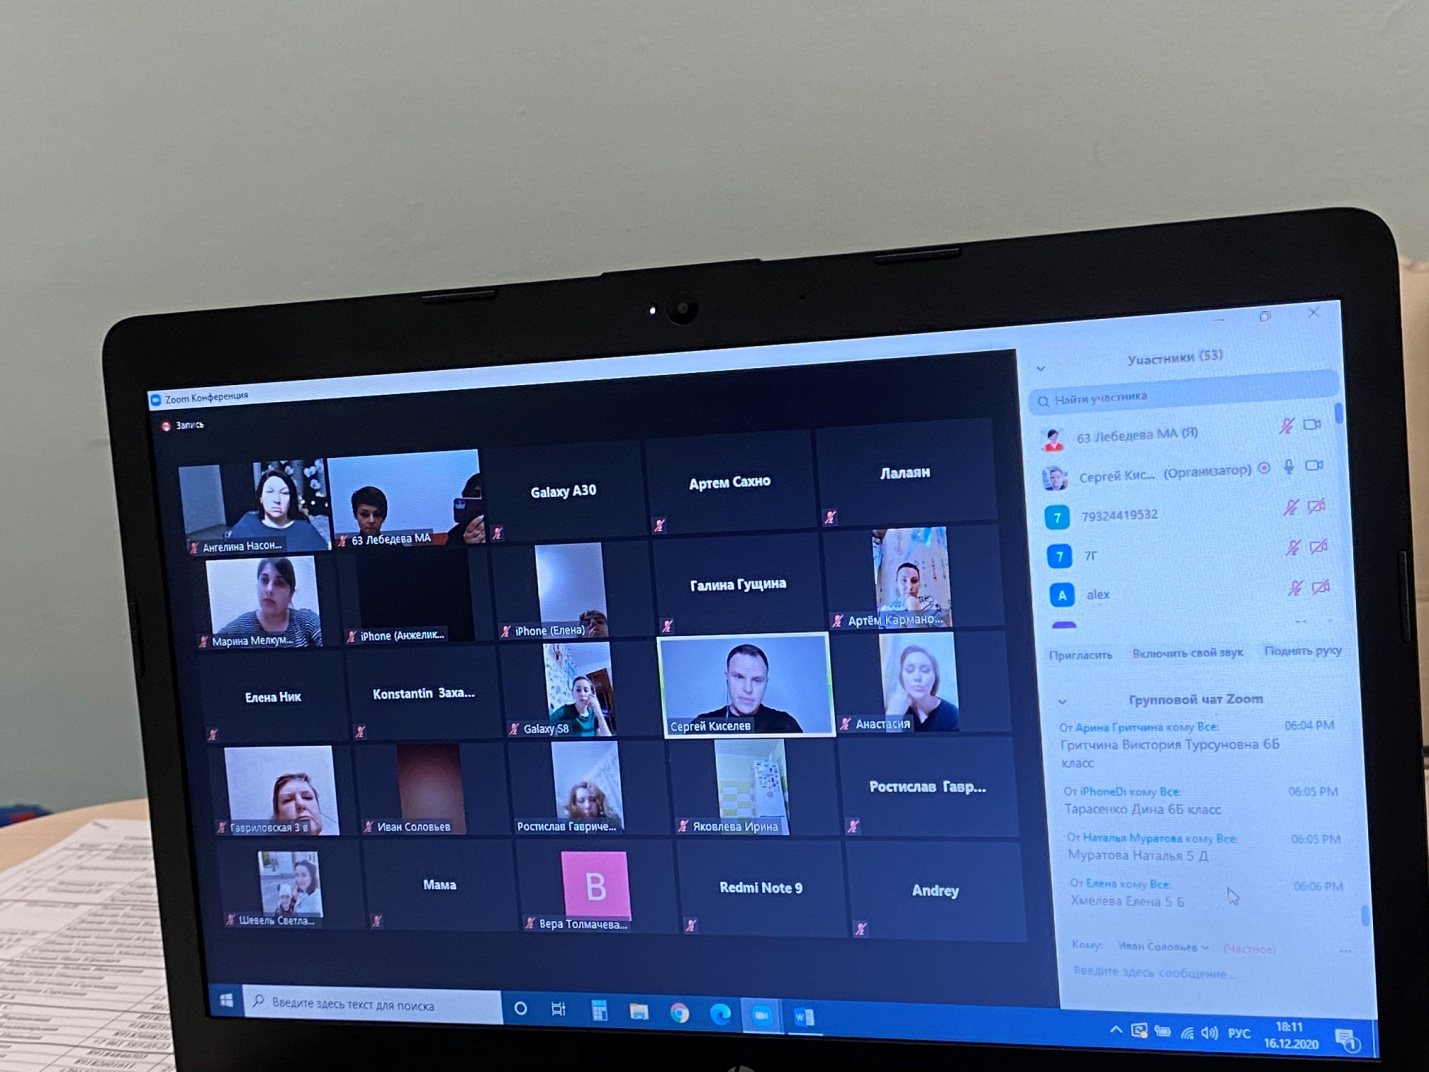 Zoom Конференция
Запись
Ангелина Насон...
63 Лебедева МА
Galaxy A30
Артем Сахно
Лалаян
Марина Мелкум...
iPhone (Анжелик...
iPhone (Елена)
Галина Гущина
Артём Кармано...
Елена Ник
Konstantin Заха...
Galaxy S8
Сергей Киселев
Анастасия
Гавриловская 3 в
Иван Соловьев
Ростислав Гавриче...
Яковлева Ирина
Ростислав Гавр...
Шевель Светла...
Мама
В
Вера Толмачева...
Redmi Note 9
Andrey
Участники (53)
Найти участника
63 Лебедева МА (Я)
Сергей Кис... (Организатор)
7 79324419532
7 7Г
A alex
Пригласить Включить свой звук Поднять руку
Групповой чат Zoom
От Арина Гритчина кому Все: 06:04 PM
Гритчина Виктория Турсуновна 6Б
класс
От iPhoneDi кому Все: 06:05 PM
Тарасенко Дина 6Б класс
От Наталья Муратова кому Все: 06:05 PM
Муратова Наталья 5 Д
От Елена кому Все: 06:06 PM
Хмелева Елена 5 Б
Кому: Иван Соловьев (Частное) ...
Введите здесь сообщение...
Введите здесь текст для поиска
РУС
18:11
16.12.2020
1